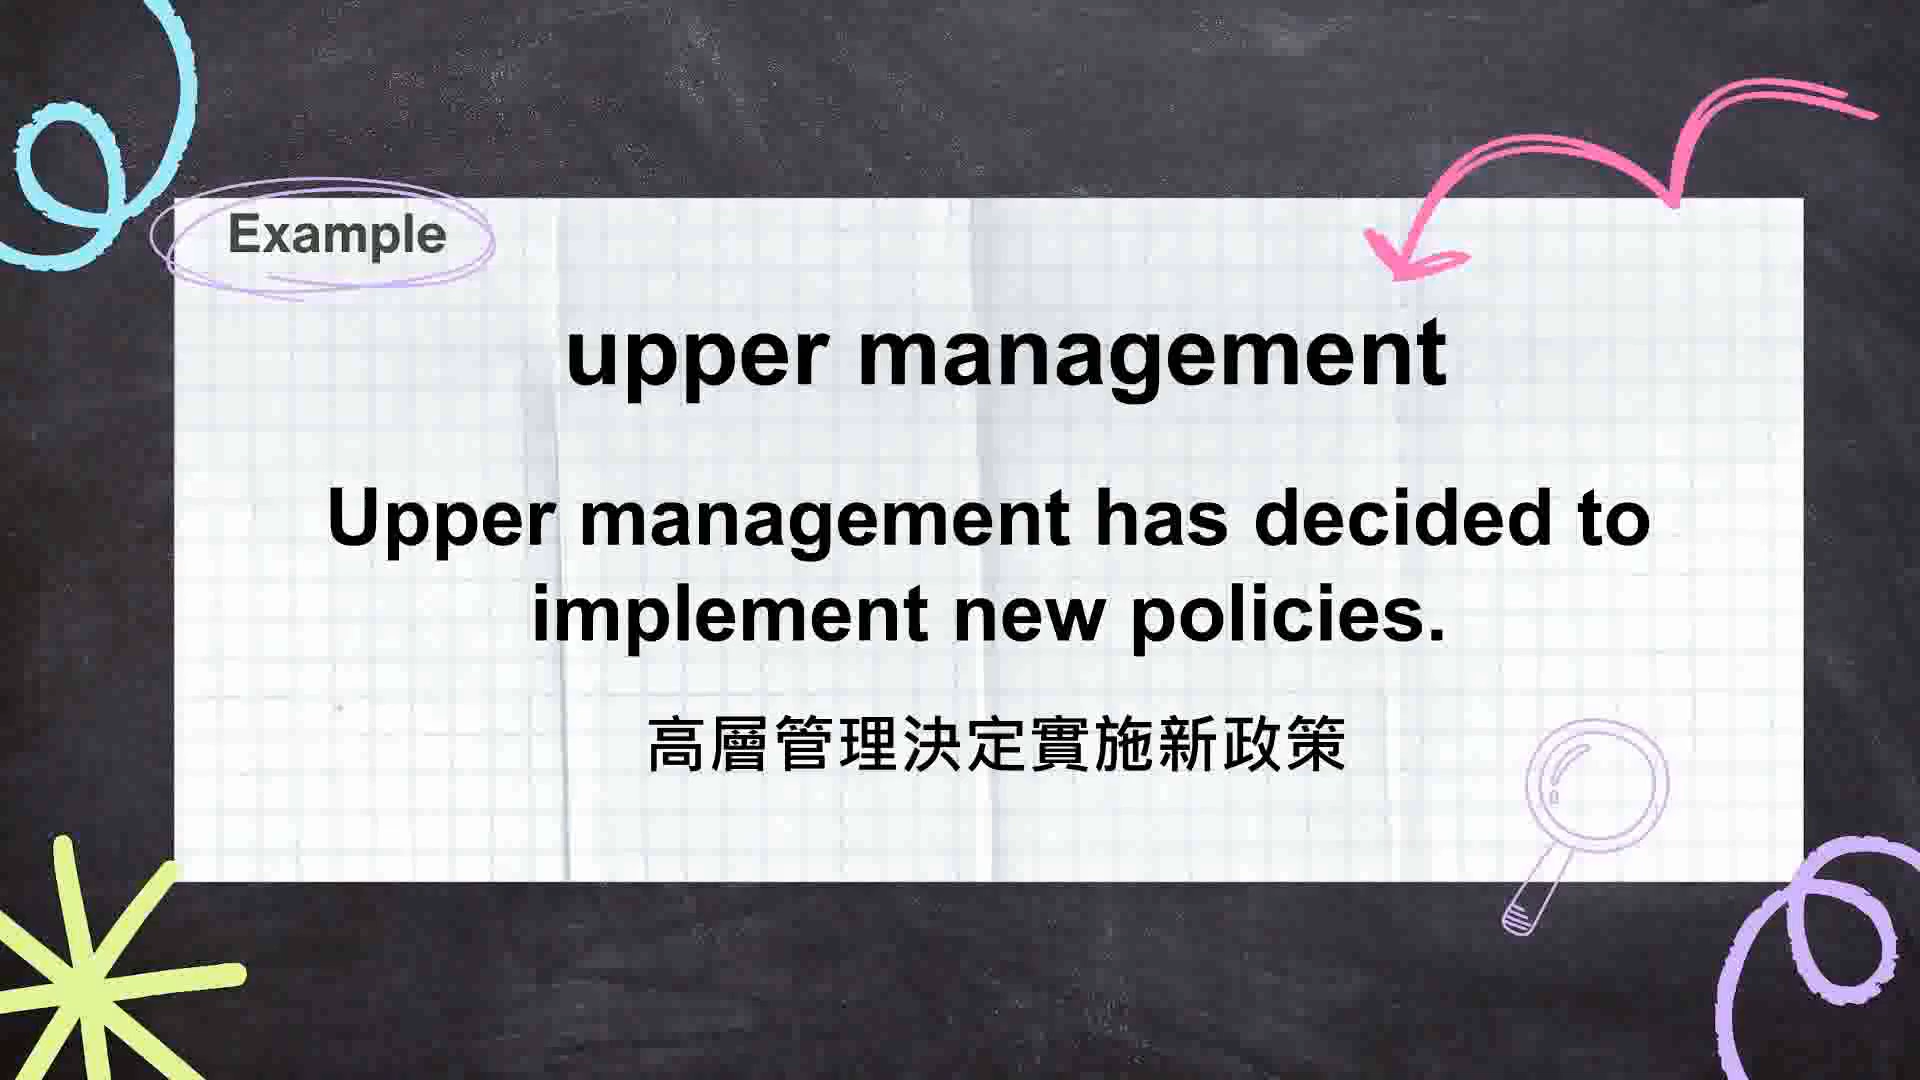 Example
upper management
Upper management has decided to
implement new policies.
高層管理決定實施新政策